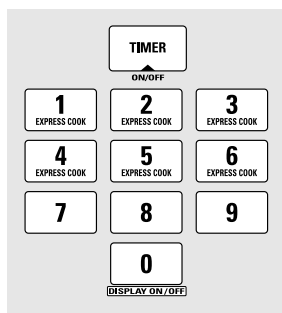 TIMER
ON/OFF
1 2 3
EXPRESS COOK EXPRESS COOK EXPRESS COOK
4 5 6
EXPRESS COOK EXPRESS COOK EXPRESS COOK
7 8 9
0
DISPLAY ON/OFF